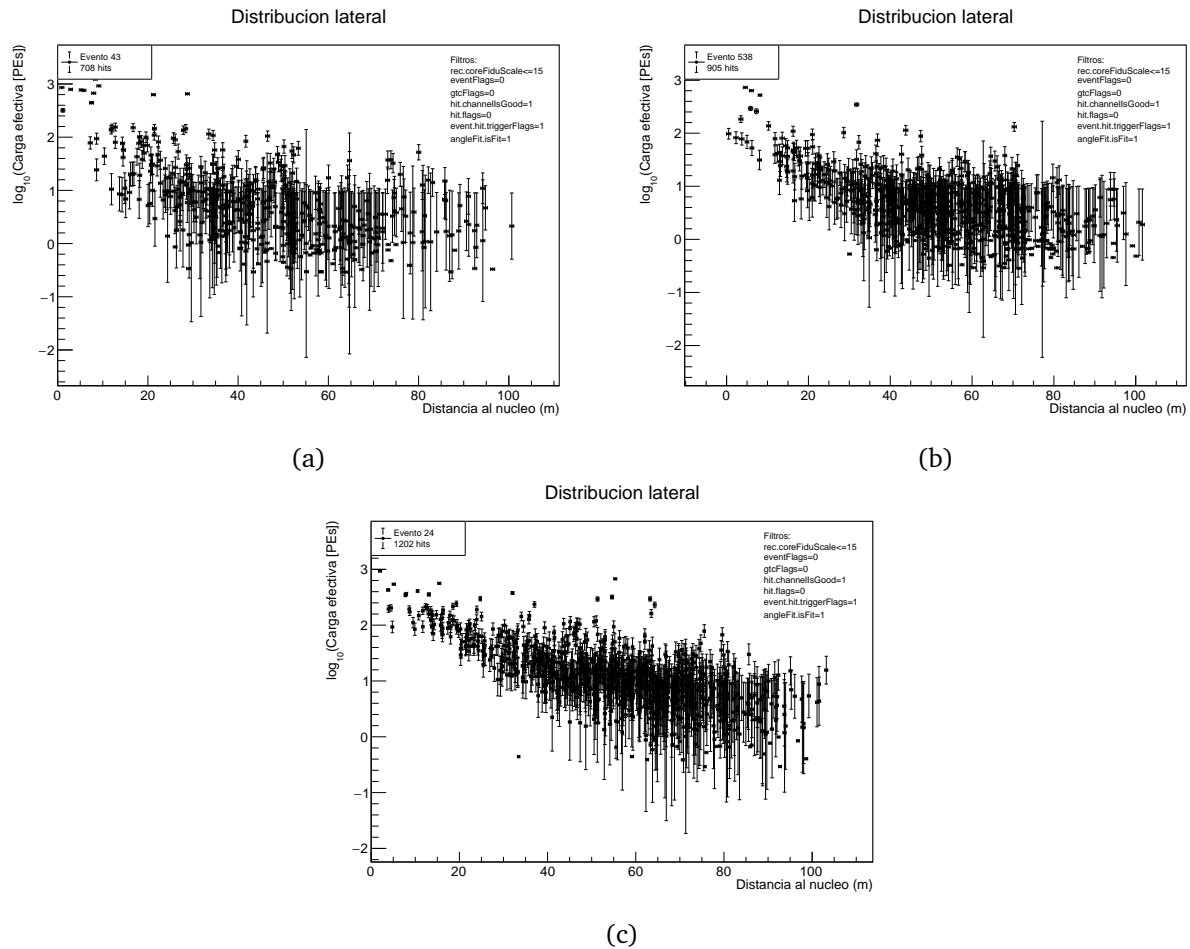 Distribucion lateral
log10(Carga efectiva [PEs])
Evento 43
708 hits
Filtros:
rec.coreFiduScale<=15
eventFlags=0
gtcFlags=0
hit.channelIsGood=1
hit.flags=0
event.hit.triggerFlags=1
angleFit.isFit=1
3
2
1
0
−1
−2
0 20 40 60 80 100
Distancia al nucleo (m)
(a)
Distribucion lateral
log10(Carga efectiva [PEs])
Evento 538
905 hits
Filtros:
rec.coreFiduScale<=15
eventFlags=0
gtcFlags=0
hit.channelIsGood=1
hit.flags=0
event.hit.triggerFlags=1
angleFit.isFit=1
3
2
1
0
−1
−2
0 20 40 60 80 100
Distancia al nucleo (m)
(b)
Distribucion lateral
log10(Carga efectiva [PEs])
Evento 24
1202 hits
Filtros:
rec.coreFiduScale<=15
eventFlags=0
gtcFlags=0
hit.channelIsGood=1
hit.flags=0
event.hit.triggerFlags=1
angleFit.isFit=1
3
2
1
0
−1
−2
0 20 40 60 80 100
Distancia al nucleo (m)
(c)